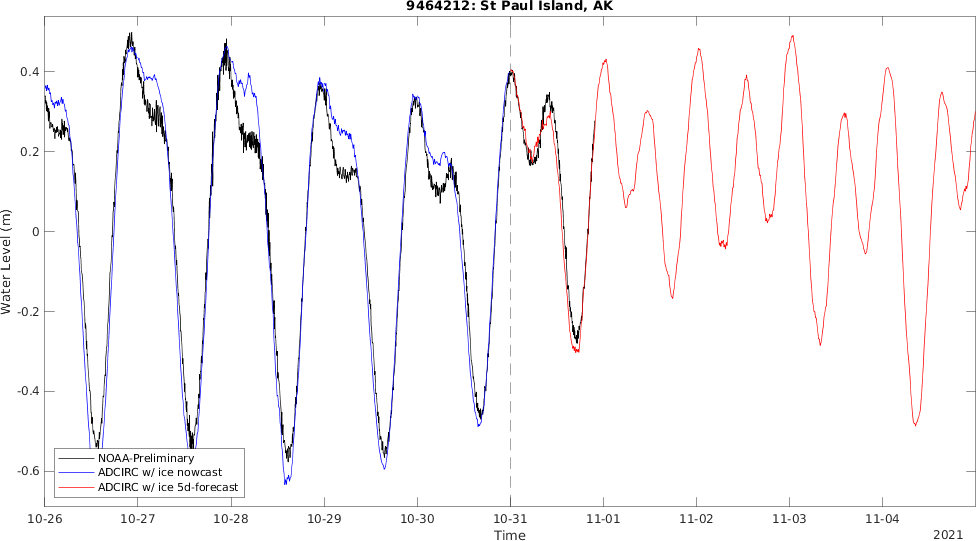 9464212: St Paul Island, AK
Water Level (m)
0.4
0.2
0
-0.2
-0.4
-0.6
NOAA-Preliminary
ADCIRC w/ ice nowcast
ADCIRC w/ ice 5d-forecast
10-26 10-27 10-28 10-29 10-30 10-31 11-01 11-02 11-03 11-04
Time
2021